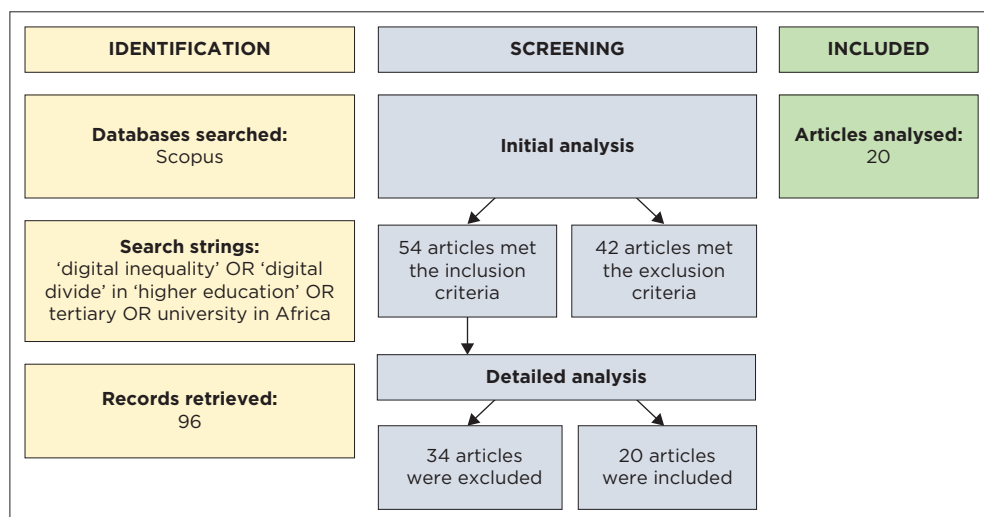 IDENTIFICATION
Databases searched:
Scopus
Search strings:
‘digital inequality’ OR ‘digital
divide’ in ‘higher education’ OR
tertiary OR university in Africa
Records retrieved:
96
SCREENING
Initial analysis
54 articles met
the inclusion
criteria
42 articles met
the exclusion
criteria
Detailed analysis
34 articles
were excluded
20 articles
were included
INCLUDED
Articles analysed:
20